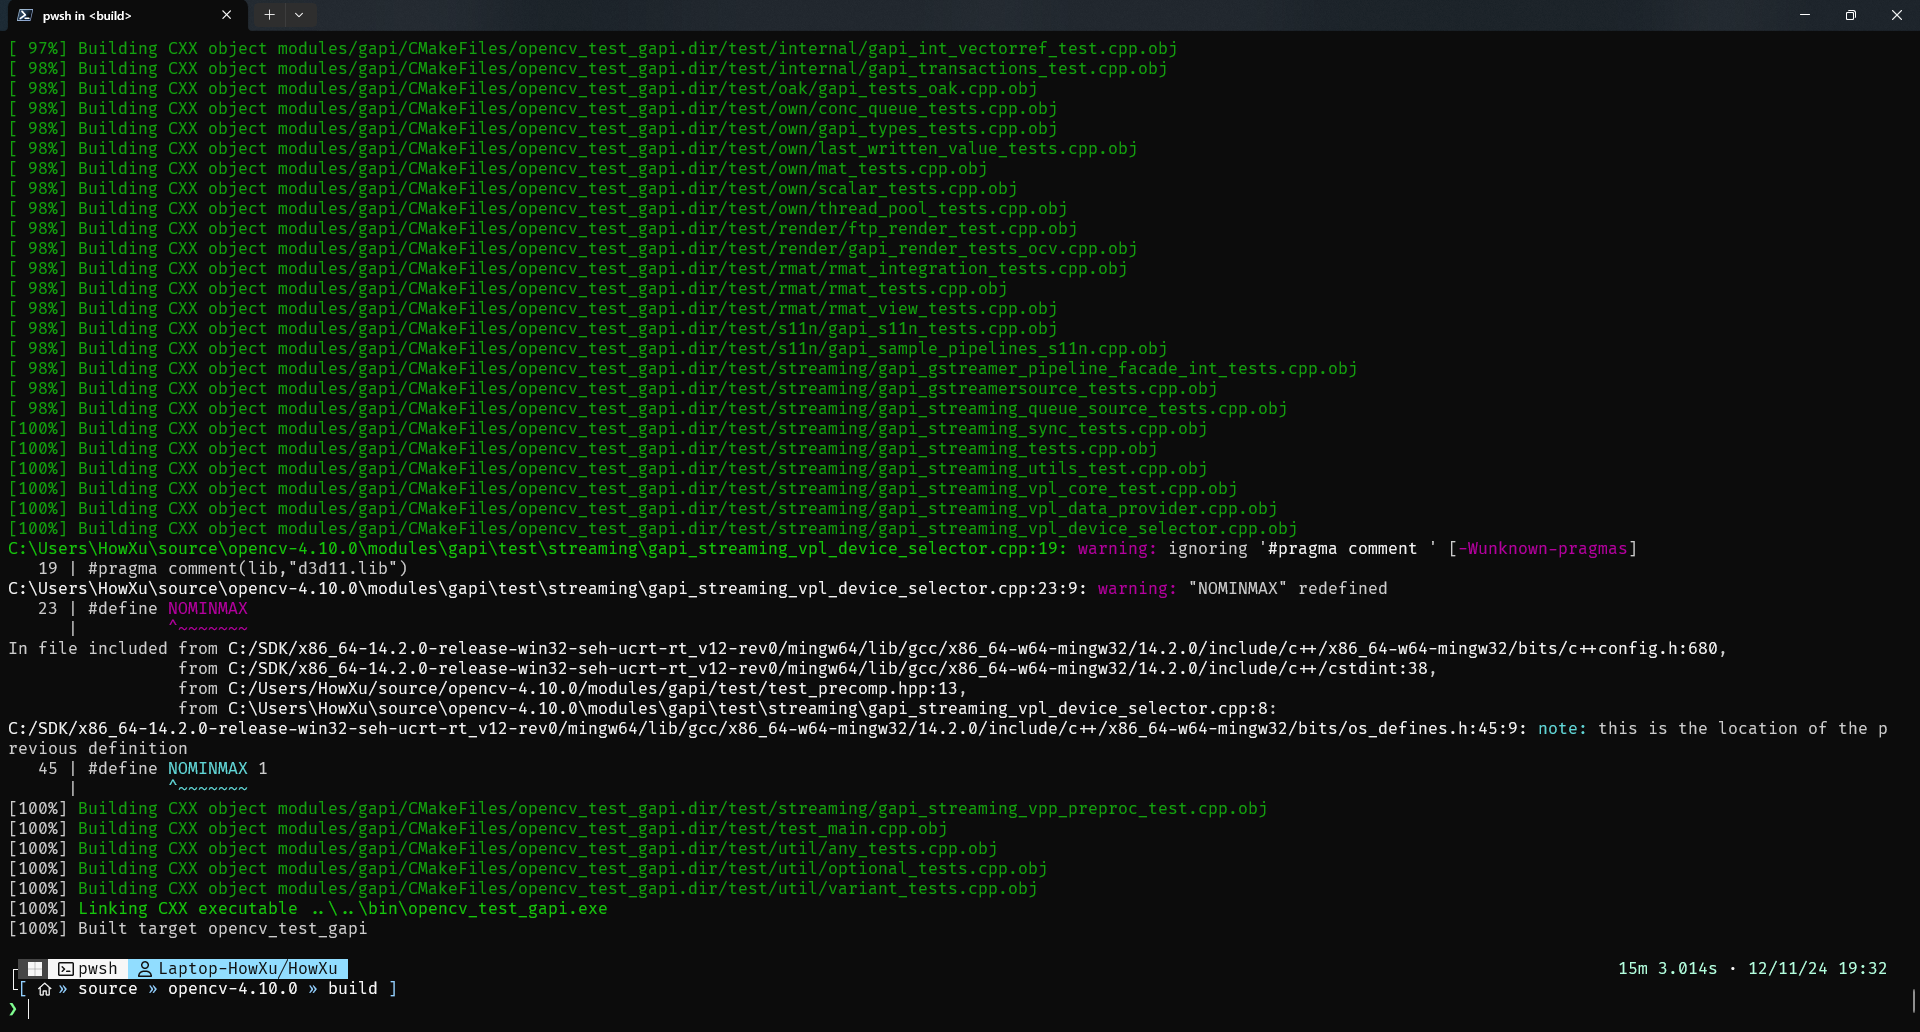 pwsh in <build>
[ 97%] Building CXX object modules/gapi/CMakeFiles/opencv_test_gapi.dir/test/internal/gapi_int_vectorref_test.cpp.obj
[ 98%] Building CXX object modules/gapi/CMakeFiles/opencv_test_gapi.dir/test/internal/gapi_transactions_test.cpp.obj
[ 98%] Building CXX object modules/gapi/CMakeFiles/opencv_test_gapi.dir/test/oak/gapi_tests_oak.cpp.obj
[ 98%] Building CXX object modules/gapi/CMakeFiles/opencv_test_gapi.dir/test/own/conc_queue_tests.cpp.obj
[ 98%] Building CXX object modules/gapi/CMakeFiles/opencv_test_gapi.dir/test/own/gapi_types_tests.cpp.obj
[ 98%] Building CXX object modules/gapi/CMakeFiles/opencv_test_gapi.dir/test/own/last_written_value_tests.cpp.obj
[ 98%] Building CXX object modules/gapi/CMakeFiles/opencv_test_gapi.dir/test/own/mat_tests.cpp.obj
[ 98%] Building CXX object modules/gapi/CMakeFiles/opencv_test_gapi.dir/test/own/scalar_tests.cpp.obj
[ 98%] Building CXX object modules/gapi/CMakeFiles/opencv_test_gapi.dir/test/own/thread_pool_tests.cpp.obj
[ 98%] Building CXX object modules/gapi/CMakeFiles/opencv_test_gapi.dir/test/render/ftp_render_test.cpp.obj
[ 98%] Building CXX object modules/gapi/CMakeFiles/opencv_test_gapi.dir/test/render/gapi_render_tests_ocv.cpp.obj
[ 98%] Building CXX object modules/gapi/CMakeFiles/opencv_test_gapi.dir/test/rmat/rmat_integration_tests.cpp.obj
[ 98%] Building CXX object modules/gapi/CMakeFiles/opencv_test_gapi.dir/test/rmat/rmat_tests.cpp.obj
[ 98%] Building CXX object modules/gapi/CMakeFiles/opencv_test_gapi.dir/test/rmat/rmat_view_tests.cpp.obj
[ 98%] Building CXX object modules/gapi/CMakeFiles/opencv_test_gapi.dir/test/s11n/gapi_s11n_tests.cpp.obj
[ 98%] Building CXX object modules/gapi/CMakeFiles/opencv_test_gapi.dir/test/s11n/gapi_sample_pipelines_s11n.cpp.obj
[ 98%] Building CXX object modules/gapi/CMakeFiles/opencv_test_gapi.dir/test/streaming/gapi_gstreamer_pipeline_facade_int_tests.cpp.obj
[ 98%] Building CXX object modules/gapi/CMakeFiles/opencv_test_gapi.dir/test/streaming/gapi_gstreamersource_tests.cpp.obj
[ 98%] Building CXX object modules/gapi/CMakeFiles/opencv_test_gapi.dir/test/streaming/gapi_streaming_queue_source_tests.cpp.obj
[100%] Building CXX object modules/gapi/CMakeFiles/opencv_test_gapi.dir/test/streaming/gapi_streaming_sync_tests.cpp.obj
[100%] Building CXX object modules/gapi/CMakeFiles/opencv_test_gapi.dir/test/streaming/gapi_streaming_tests.cpp.obj
[100%] Building CXX object modules/gapi/CMakeFiles/opencv_test_gapi.dir/test/streaming/gapi_streaming_utils_test.cpp.obj
[100%] Building CXX object modules/gapi/CMakeFiles/opencv_test_gapi.dir/test/streaming/gapi_streaming_vpl_core_test.cpp.obj
[100%] Building CXX object modules/gapi/CMakeFiles/opencv_test_gapi.dir/test/streaming/gapi_streaming_vpl_data_provider.cpp.obj
[100%] Building CXX object modules/gapi/CMakeFiles/opencv_test_gapi.dir/test/streaming/gapi_streaming_vpl_device_selector.cpp.obj
C:\Users\HowXu\source\opencv-4.10.0\modules\gapi\test\streaming\gapi_streaming_vpl_device_selector.cpp:19: warning: ignoring '#pragma comment ' [-Wunknown-pragmas]
   19 | #pragma comment(lib,"d3d11.lib")
C:\Users\HowXu\source\opencv-4.10.0\modules\gapi\test\streaming\gapi_streaming_vpl_device_selector.cpp:23:9: warning: "NOMINMAX" redefined
   23 | #define NOMINMAX
      |         ^~~~~~~~
In file included from C:/SDK/x86_64-14.2.0-release-win32-seh-ucrt-rt_v12-rev0/mingw64/lib/gcc/x86_64-w64-mingw32/14.2.0/include/c++/x86_64-w64-mingw32/bits/c++config.h:680,
                 from C:/SDK/x86_64-14.2.0-release-win32-seh-ucrt-rt_v12-rev0/mingw64/lib/gcc/x86_64-w64-mingw32/14.2.0/include/c++/cstdint:38,
                 from C:/Users/HowXu/source/opencv-4.10.0/modules/gapi/test/test_precomp.hpp:13,
                 from C:\Users\HowXu\source\opencv-4.10.0\modules\gapi\test\streaming\gapi_streaming_vpl_device_selector.cpp:8:
C:/SDK/x86_64-14.2.0-release-win32-seh-ucrt-rt_v12-rev0/mingw64/lib/gcc/x86_64-w64-mingw32/14.2.0/include/c++/x86_64-w64-mingw32/bits/os_defines.h:45:9: note: this is the location of the p
revious definition
   45 | #define NOMINMAX 1
      |         ^~~~~~~~
[100%] Building CXX object modules/gapi/CMakeFiles/opencv_test_gapi.dir/test/streaming/gapi_streaming_vpp_preproc_test.cpp.obj
[100%] Building CXX object modules/gapi/CMakeFiles/opencv_test_gapi.dir/test/test_main.cpp.obj
[100%] Building CXX object modules/gapi/CMakeFiles/opencv_test_gapi.dir/test/util/any_tests.cpp.obj
[100%] Building CXX object modules/gapi/CMakeFiles/opencv_test_gapi.dir/test/util/optional_tests.cpp.obj
[100%] Building CXX object modules/gapi/CMakeFiles/opencv_test_gapi.dir/test/util/variant_tests.cpp.obj
[100%] Linking CXX executable ..\..\bin\opencv_test_gapi.exe
[100%] Built target opencv_test_gapi
pwsh Laptop-HowXu/HowXu 15m 3.014s · 12/11/24 19:32
[ » source » opencv-4.10.0 » build ]
❯